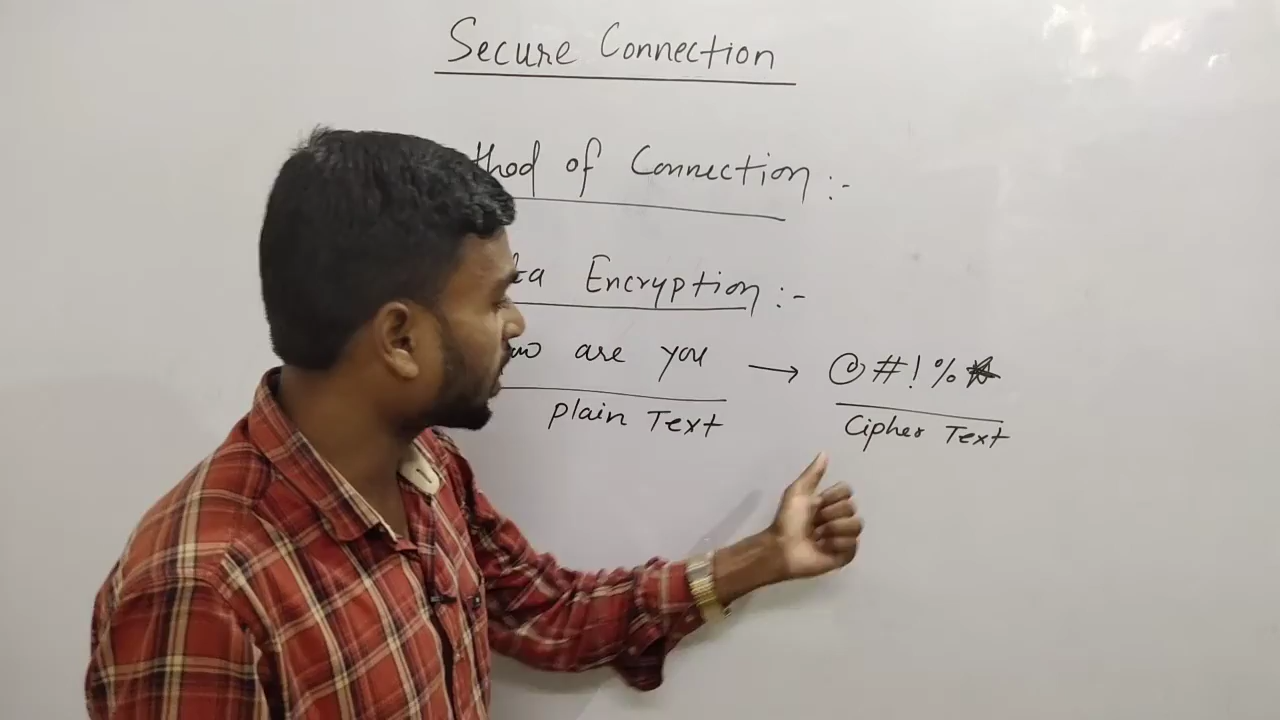 Secure Connection
thod of Connection :-
ta Encryption :-
are you → @#!%
plain Text
Cipher Text